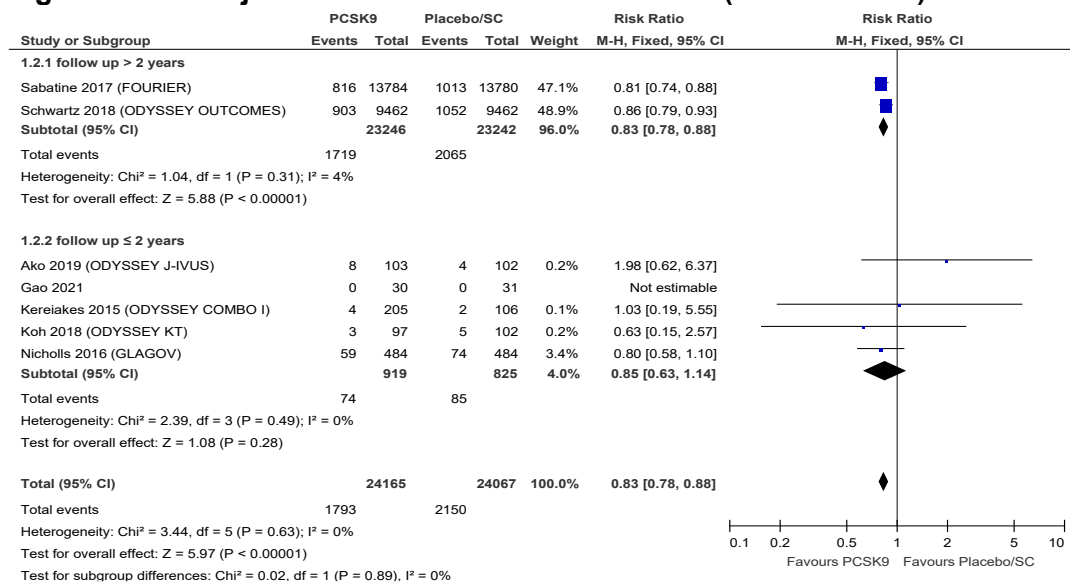 PCSK9 Placebo/SC Risk Ratio Risk Ratio
Study or Subgroup Events Total Events Total Weight M-H, Fixed, 95% CI M-H, Fixed, 95% CI
1.2.1 follow up > 2 years
Sabatine 2017 (FOURIER) 816 13784 1013 13780 47.1% 0.81 [0.74, 0.88]
Schwartz 2018 (ODYSSEY OUTCOMES) 903 9462 1052 9462 48.9% 0.86 [0.79, 0.93]
Subtotal (95% CI) 23246 23242 96.0% 0.83 [0.78, 0.88]
Total events 1719 2065
Heterogeneity: Chi² = 1.04, df = 1 (P = 0.31); I² = 4%
Test for overall effect: Z = 5.88 (P < 0.00001)
1.2.2 follow up ≤ 2 years
Ako 2019 (ODYSSEY J-IVUS) 8 103 4 102 0.2% 1.98 [0.62, 6.37]
Gao 2021 0 30 0 31 Not estimable
Kereiakes 2015 (ODYSSEY COMBO I) 4 205 2 106 0.1% 1.03 [0.19, 5.55]
Koh 2018 (ODYSSEY KT) 3 97 5 102 0.2% 0.63 [0.15, 2.57]
Nicholls 2016 (GLAGOV) 59 484 74 484 3.4% 0.80 [0.58, 1.10]
Subtotal (95% CI) 919 825 4.0% 0.85 [0.63, 1.14]
Total events 74 85
Heterogeneity: Chi² = 2.39, df = 3 (P = 0.49); I² = 0%
Test for overall effect: Z = 1.08 (P = 0.28)
Total (95% CI) 24165 24067 100.0% 0.83 [0.78, 0.88]
Total events 1793 2150
Heterogeneity: Chi² = 3.44, df = 5 (P = 0.63); I² = 0%
Test for overall effect: Z = 5.97 (P < 0.00001)
Test for subgroup differences: Chi² = 0.02, df = 1 (P = 0.89), I² = 0%
0.1 0.2 0.5 1 2 5 10
Favours PCSK9 Favours Placebo/SC